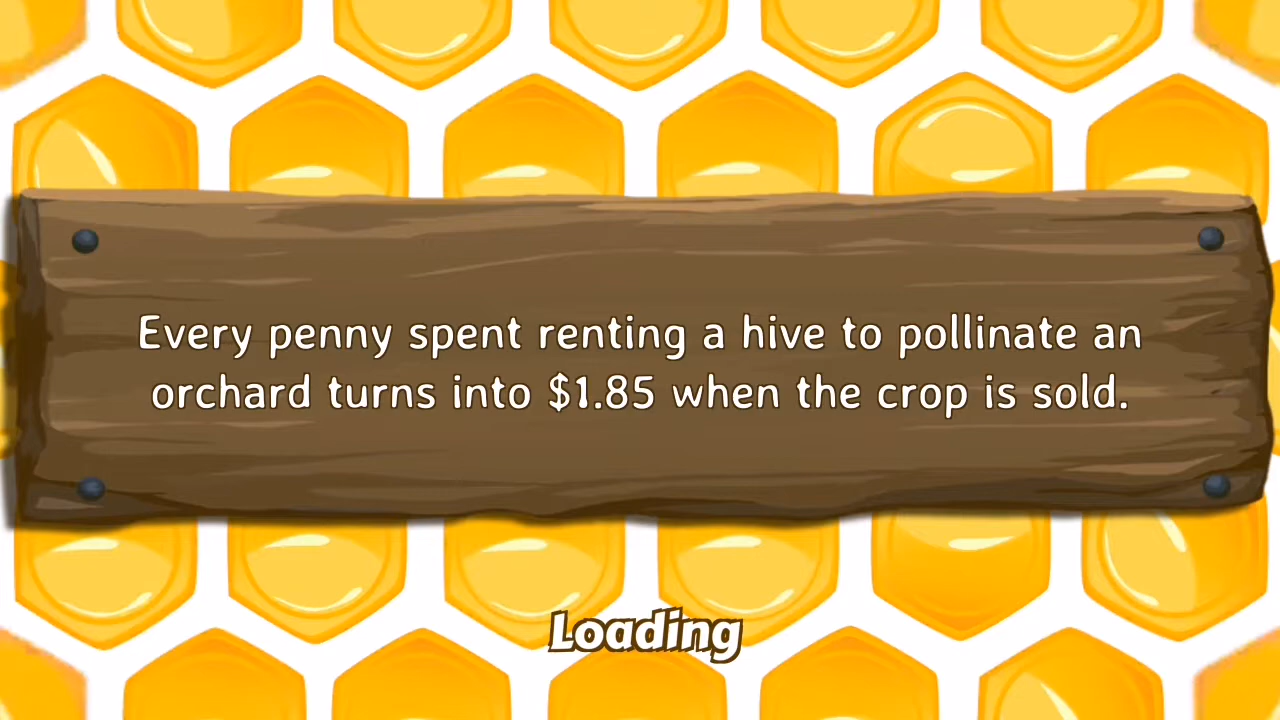 Every penny spent renting a hive to pollinate an
orchard turns into $1.85 when the crop is sold.
Loading